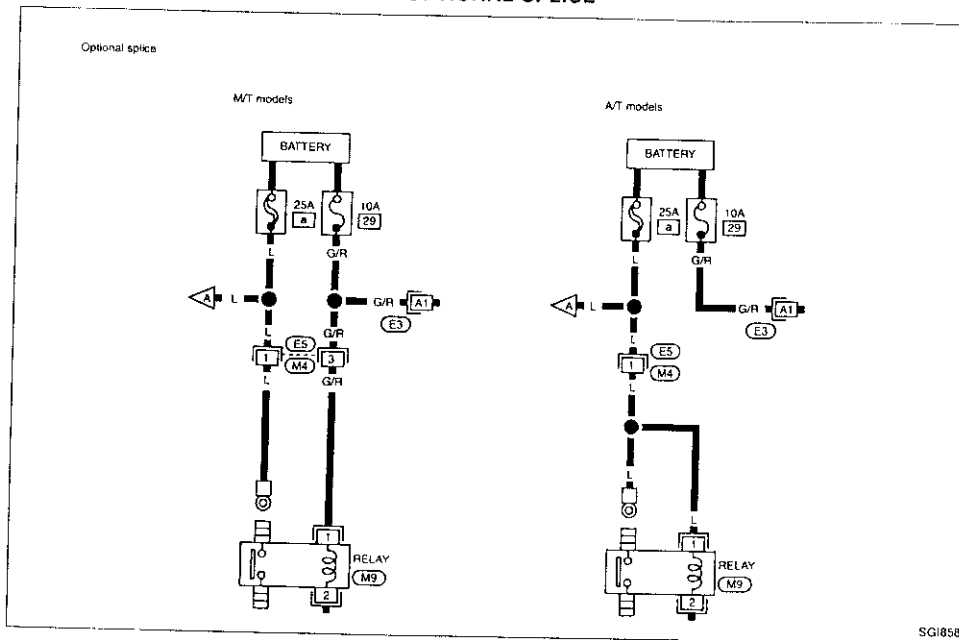 Optional splice
M/T models
BATTERY
25A
a
10A
29
L
G/R
A
L
G/R
A1
E3
L
G/R
1
E5
M4
3
L
G/R
1
RELAY
M9
2
A/T models
BATTERY
25A
a
10A
29
L
G/R
A
L
G/R
A1
E3
L
1
E5
M4
L
L
L
1
RELAY
M9
2
SGI858